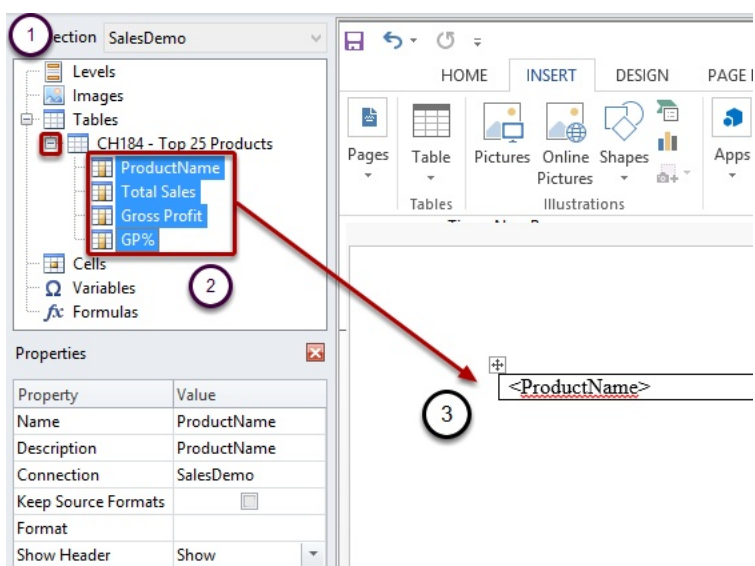 1
ection SalesDemo
Levels
Images
Tables
CH184 - Top 25 Products
ProductName
Total Sales
Gross Profit
GP%
Cells
Ω Variables
fx Formulas
2
Properties
Property Value
Name ProductName
Description ProductName
Connection SalesDemo
Keep Source Formats
Format
Show Header Show
HOME INSERT DESIGN PAGE
Pages Table Pictures Online Pictures Shapes Apps
Tables Illustrations
3
<ProductName>